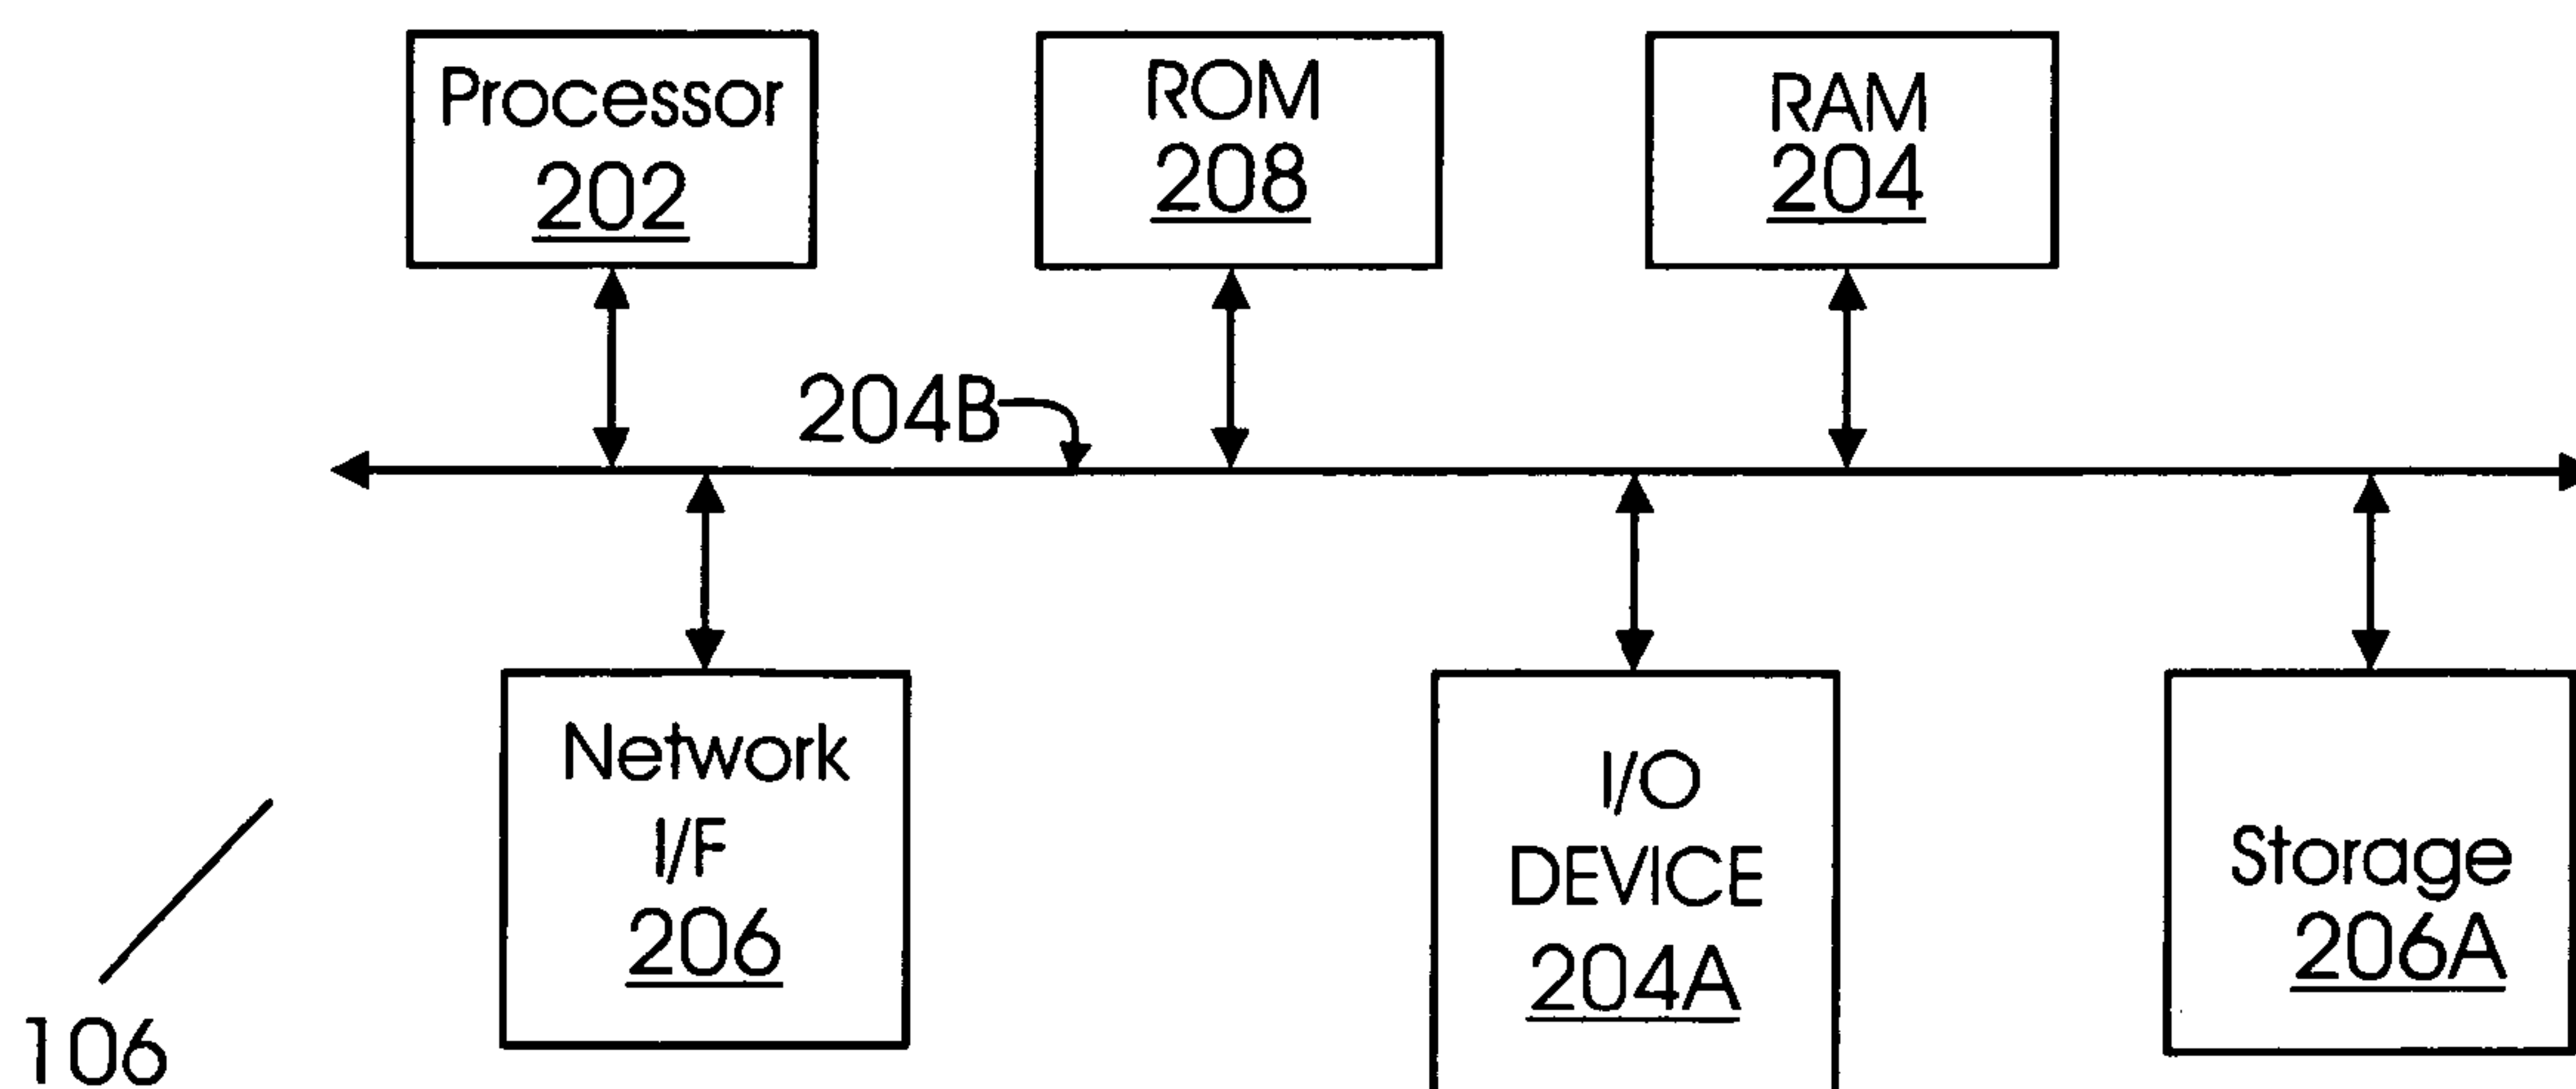 Processor
202
ROM
208
RAM
204
204B
Network
I/F
206
I/O
DEVICE
204A
Storage
206A
106